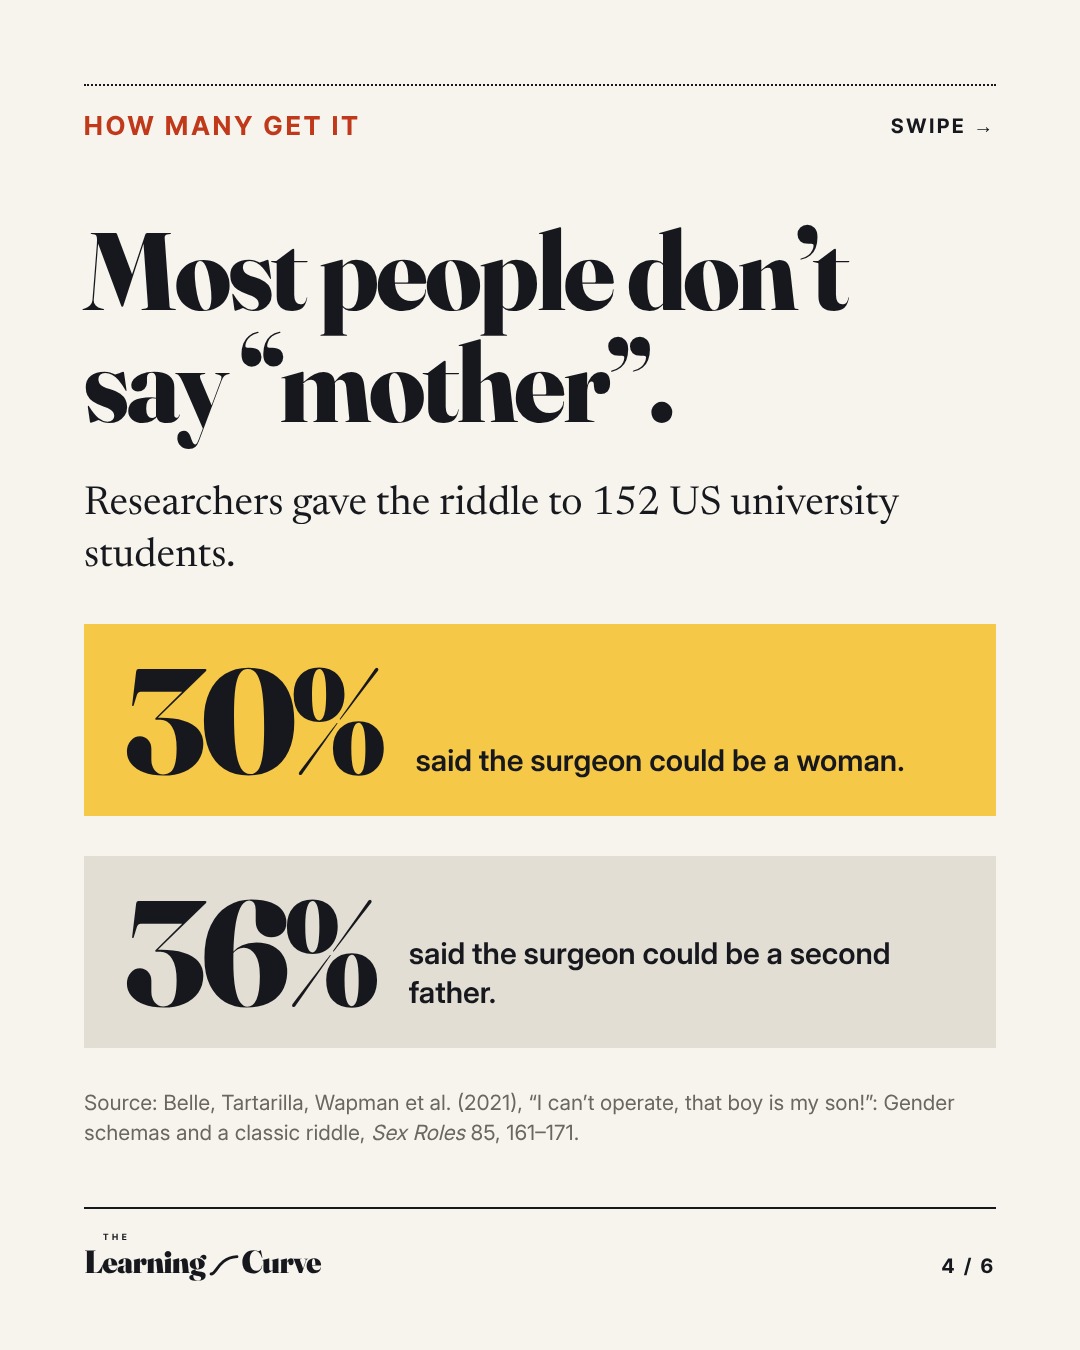 HOW MANY GET IT
SWIPE →
Most people don’t
say “mother”.
Researchers gave the riddle to 152 US university
students.
30% said the surgeon could be a woman.
36% said the surgeon could be a second
father.
Source: Belle, Tartarilla, Wapman et al. (2021), “I can’t operate, that boy is my son!”: Gender
schemas and a classic riddle, Sex Roles 85, 161–171.
THE
Learning Curve
4 / 6